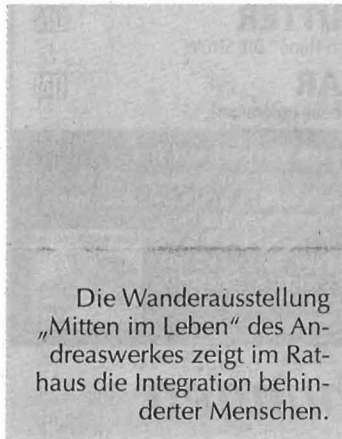 Die Wanderausstellung
„Mitten im Leben“ des An-
dreaswerkes zeigt im Rat-
haus die Integration behin-
derter Menschen.